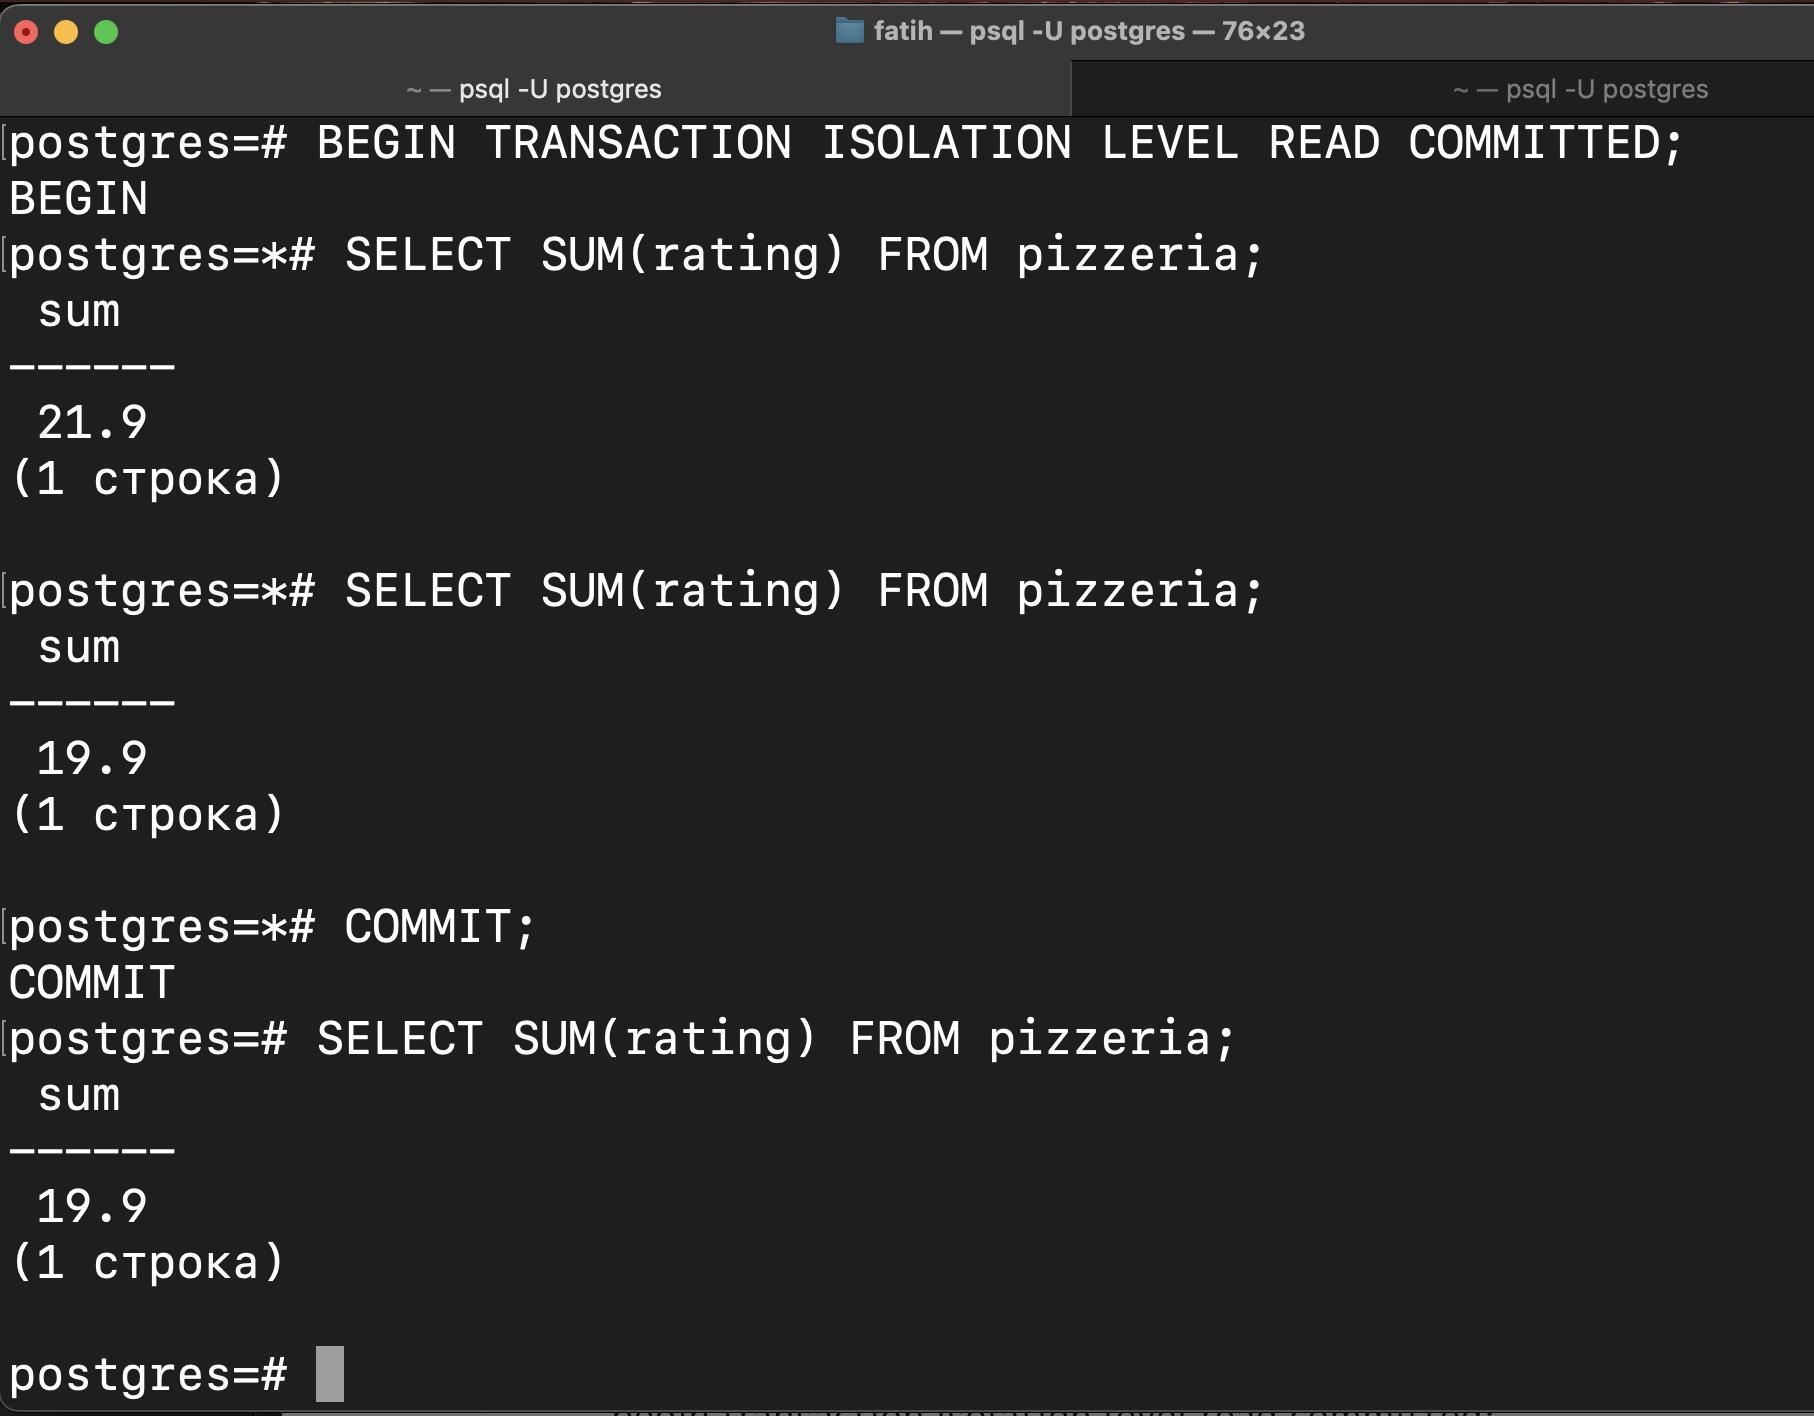 fatih — psql -U postgres — 76×23
~ — psql -U postgres
~ — psql -U postgres
postgres=# BEGIN TRANSACTION ISOLATION LEVEL READ COMMITTED;
BEGIN
postgres=*# SELECT SUM(rating) FROM pizzeria;
sum
------
21.9
(1 строка)
postgres=*# SELECT SUM(rating) FROM pizzeria;
sum
------
19.9
(1 строка)
postgres=*# COMMIT;
COMMIT
postgres=# SELECT SUM(rating) FROM pizzeria;
sum
------
19.9
(1 строка)
postgres=#